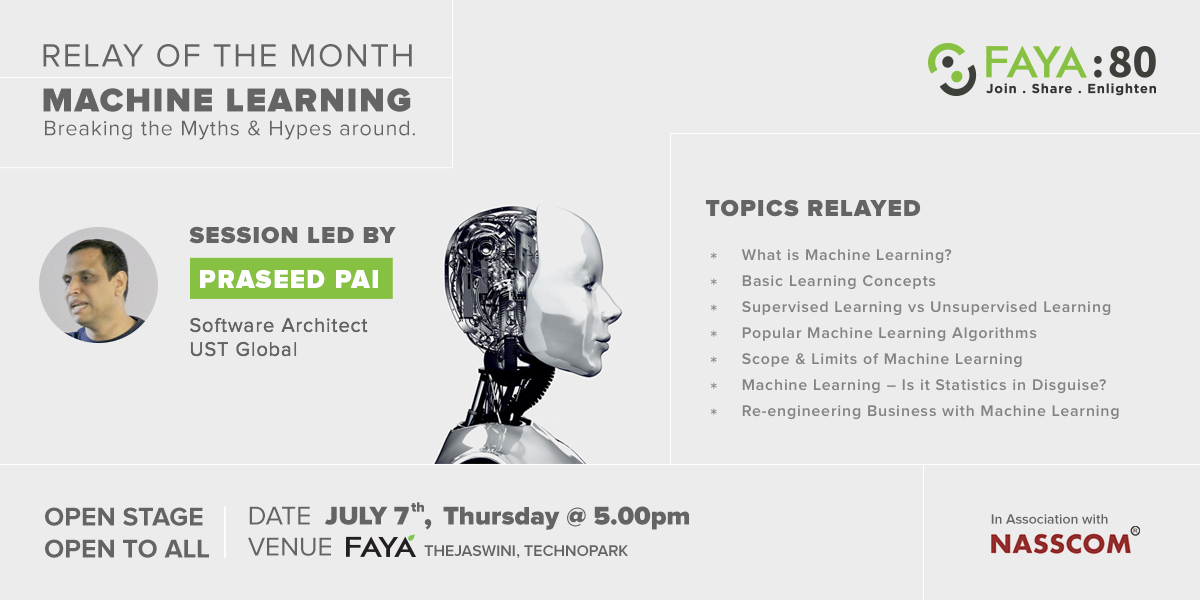 RELAY OF THE MONTH
MACHINE LEARNING
Breaking the Myths & Hypes around.
FAYA:80
Join . Share . Enlighten
SESSION LED BY
PRASEED PAI
Software Architect
UST Global
TOPICS RELAYED
* What is Machine Learning?
* Basic Learning Concepts
* Supervised Learning vs Unsupervised Learning
* Popular Machine Learning Algorithms
* Scope & Limits of Machine Learning
* Machine Learning – Is it Statistics in Disguise?
* Re-engineering Business with Machine Learning
OPEN STAGE
OPEN TO ALL
DATE JULY 7th, Thursday @ 5.00pm
VENUE FAYA THEJASWINI, TECHNOPARK
In Association with
NASSCOM®